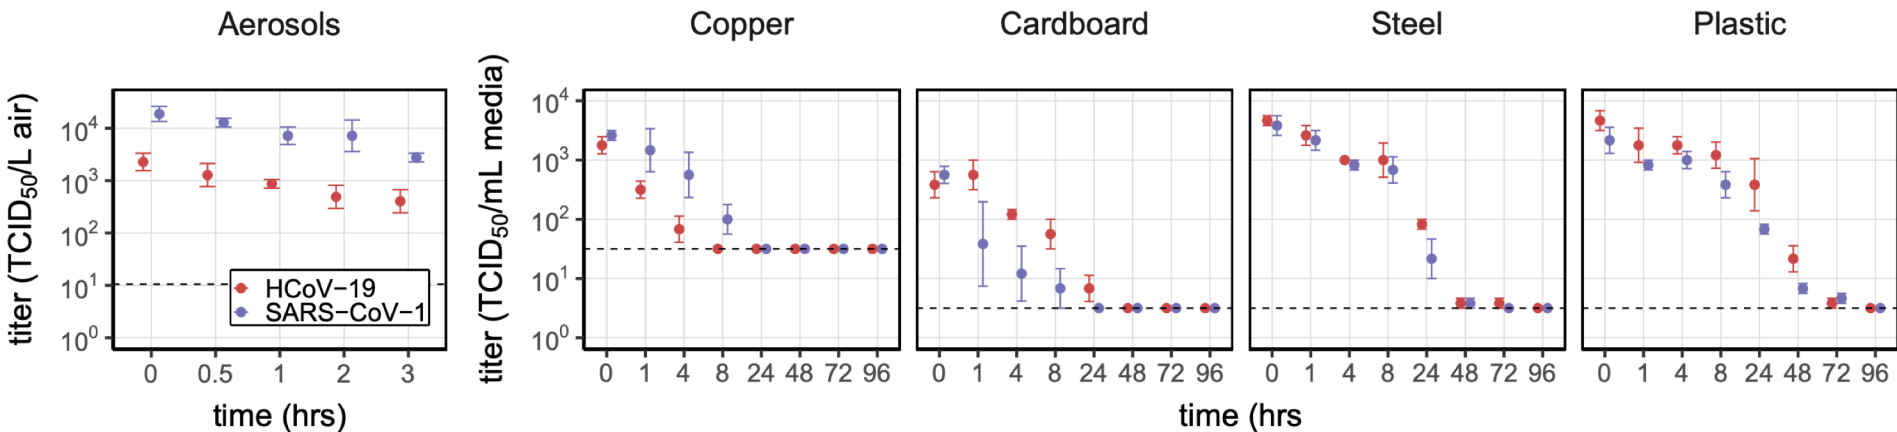 Aerosols
Copper
Cardboard
Steel
Plastic
titer (TCID50/L air)
10^4
10^3
10^2
10^1
10^0
HCoV−19
SARS−CoV−1
0 0.5 1 2 3
time (hrs)
titer (TCID50/mL media)
10^4
10^3
10^2
10^1
10^0
0 1 4 8 24 48 72 96
0 1 4 8 24 48 72 96
0 1 4 8 24 48 72 96
0 1 4 8 24 48 72 96
time (hrs